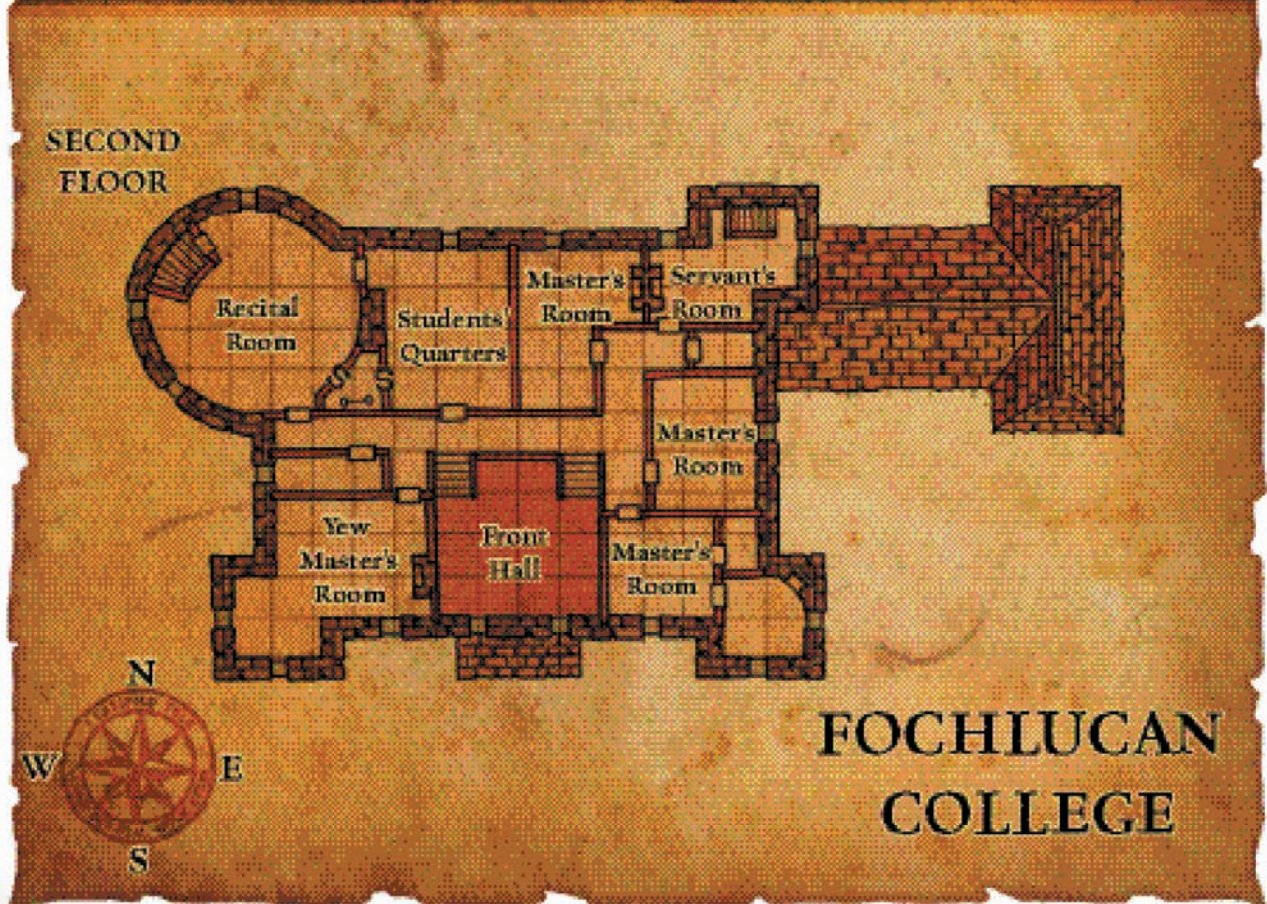 SECOND
FLOOR
Recital
Room
Students'
Quarters
Master's
Room
Servant's
Room
Master's
Room
Yew
Master's
Room
Front
Hall
Master's
Room
S
S
N
W
E
S
FOCHLUCAN
COLLEGE